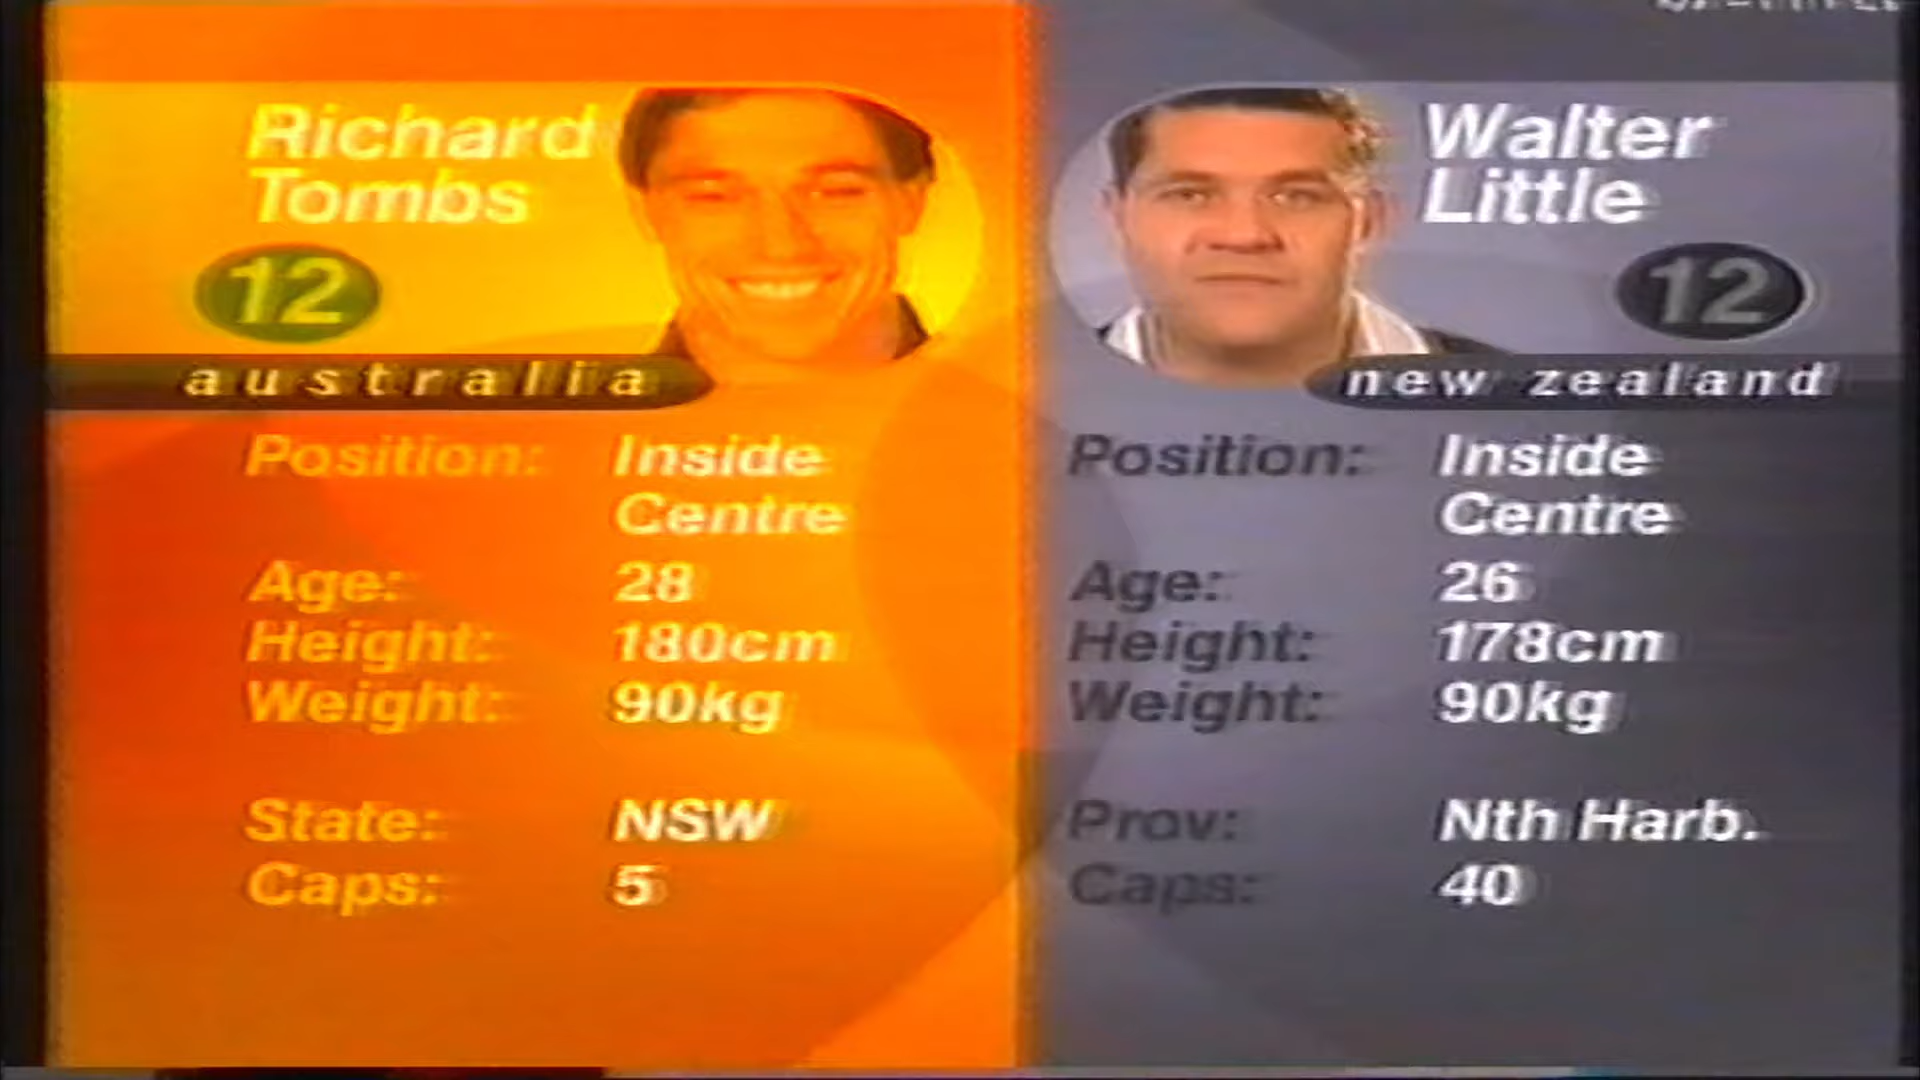 Richard
Tombs
12
australia
Position: Inside
Centre
Age: 28
Height: 180cm
Weight: 90kg
State: NSW
Caps: 5
Walter
Little
12
new zealand
Position: Inside
Centre
Age: 26
Height: 178cm
Weight: 90kg
Prov: Nth Harb.
Caps: 40